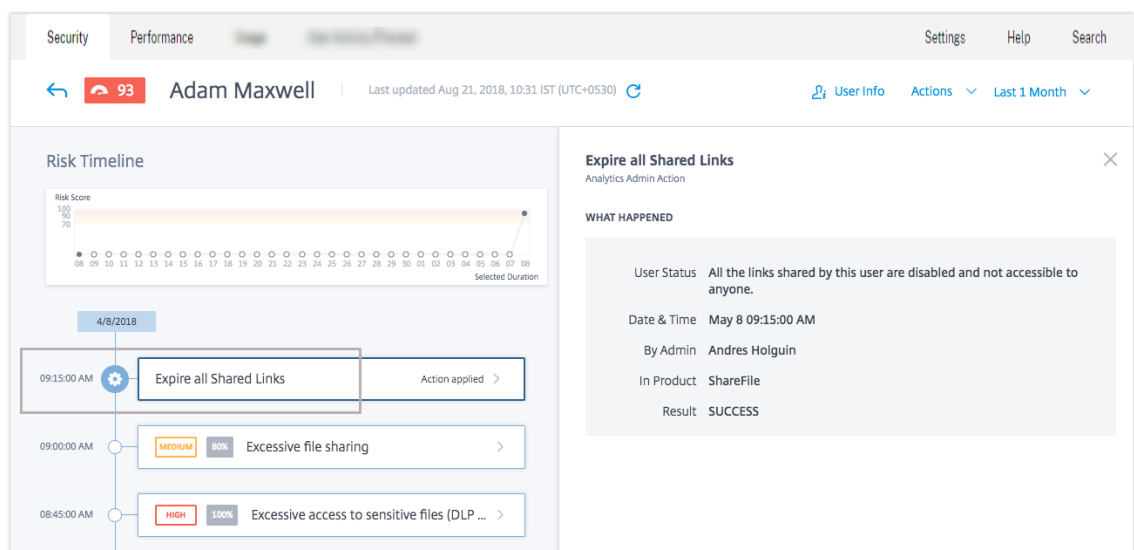 Security Performance Settings Help Search
93 Adam Maxwell Last updated Aug 21, 2018, 10:31 IST (UTC+0530) User Info Actions Last 1 Month
Risk Timeline
Risk Score
100
90
70
08 09 10 11 12 13 14 15 16 17 18 19 20 21 22 23 24 25 26 27 28 29 30 01 02 03 04 05 06 07 08
Selected Duration
4/8/2018
09:15:00 AM Expire all Shared Links Action applied
09:00:00 AM MEDIUM 80% Excessive file sharing
08:45:00 AM HIGH 100% Excessive access to sensitive files (DLP ...
Expire all Shared Links
Analytics Admin Action
WHAT HAPPENED
User Status All the links shared by this user are disabled and not accessible to
anyone.
Date & Time May 8 09:15:00 AM
By Admin Andres Holguin
In Product ShareFile
Result SUCCESS